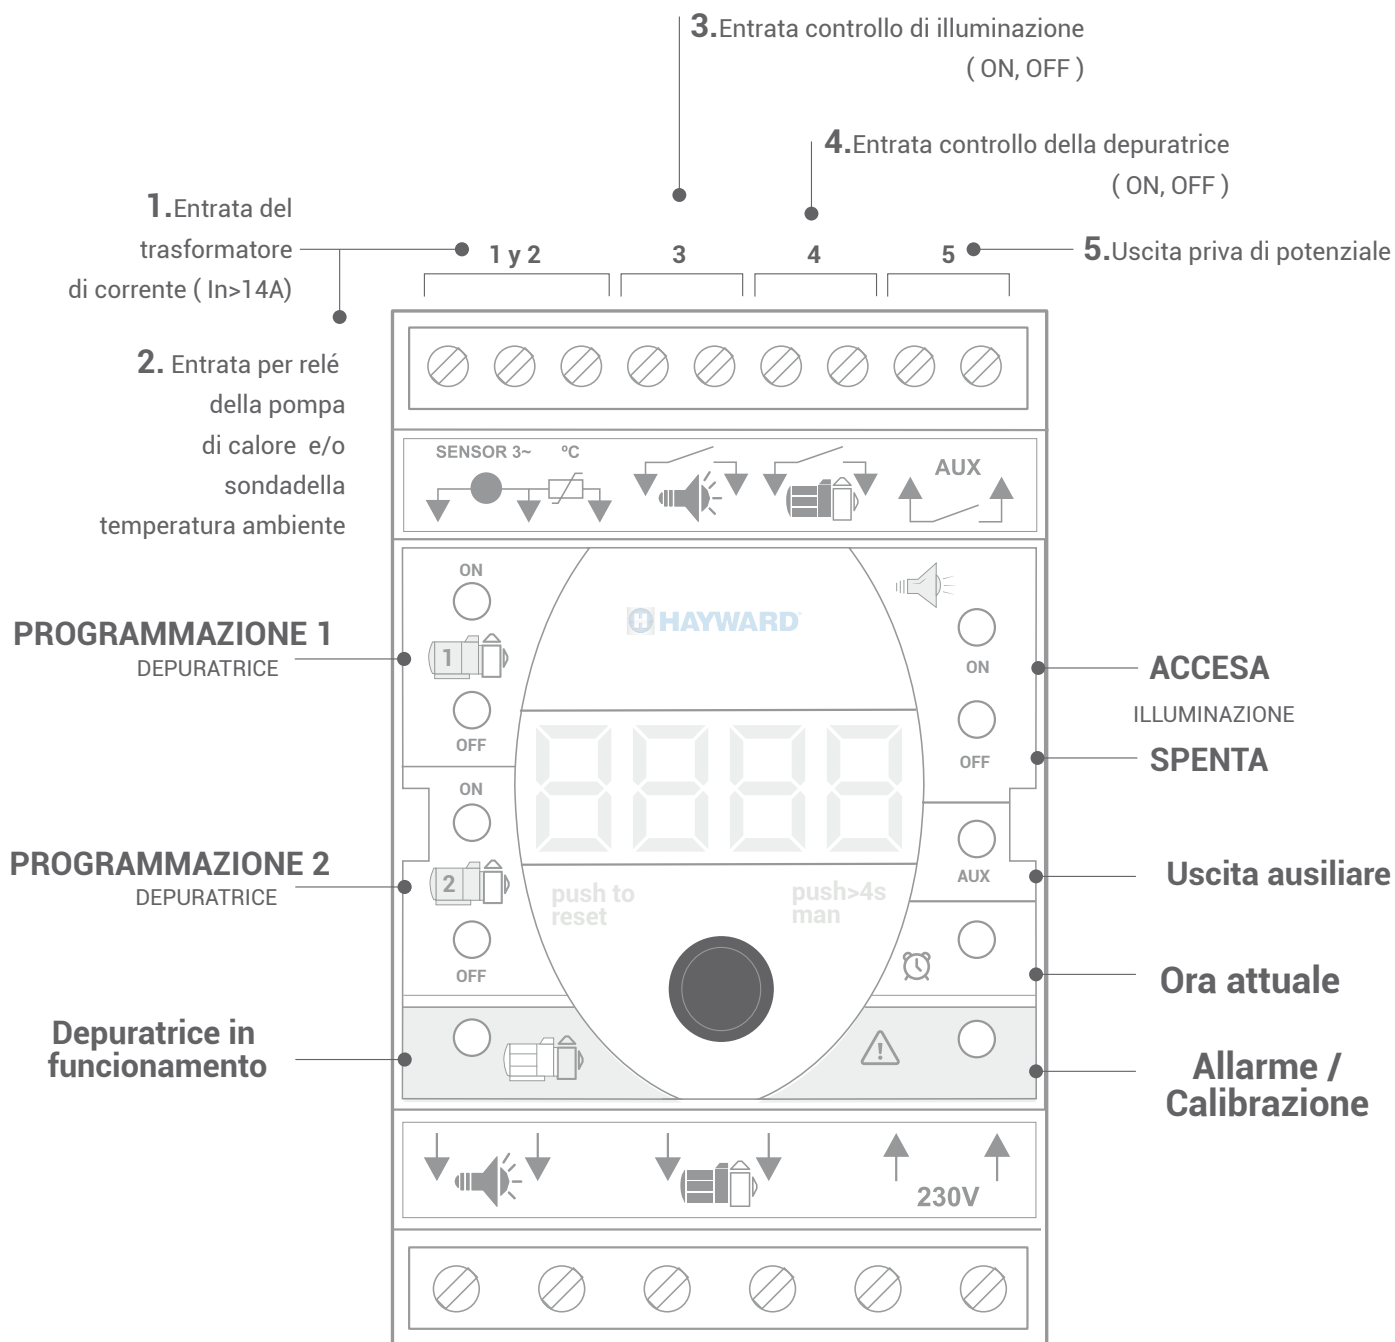 3.Entrata controllo di illuminazione
( ON, OFF )
4.Entrata controllo della depuratrice
( ON, OFF )
1.Entrata del
trasformatore
di corrente ( In>14A)
1 y 2
3
4
5
5.Uscita priva di potenziale
2. Entrata per relé
della pompa
di calore e/o
sondadella
temperatura ambiente
SENSOR 3~
ºC
AUX
ON
HAYWARD
PROGRAMMAZIONE 1
DEPURATRICE
1
OFF
ON
ACCESA
ILLUMINAZIONE
OFF
SPENTA
8888
ON
PROGRAMMAZIONE 2
DEPURATRICE
2
OFF
push to
reset
push>4s
man
AUX
Uscita ausiliare
Ora attuale
Depuratrice in
funcionamento
Allarme /
Calibrazione
230V